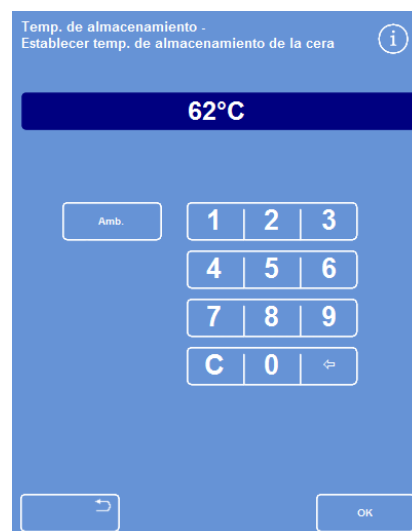 Temp. de almacenamiento -
Establecer temp. de almacenamiento de la cera
i
62°C
Amb.
1 2 3
4 5 6
7 8 9
C 0 ⇦
OK